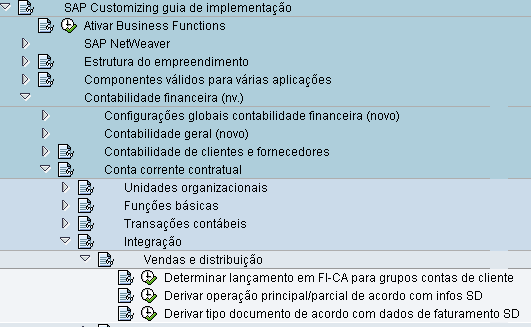 SAP Customizing guia de implementação
Ativar Business Functions
SAP NetWeaver
Estrutura do empreendimento
Componentes válidos para várias aplicações
Contabilidade financeira (nv.)
Configurações globais contabilidade financeira (novo)
Contabilidade geral (novo)
Contabilidade de clientes e fornecedores
Conta corrente contratual
Unidades organizacionais
Funções básicas
Transações contábeis
Integração
Vendas e distribuição
Determinar lançamento em FI-CA para grupos contas de cliente
Derivar operação principal/parcial de acordo com infos SD
Derivar tipo documento de acordo com dados de faturamento SD